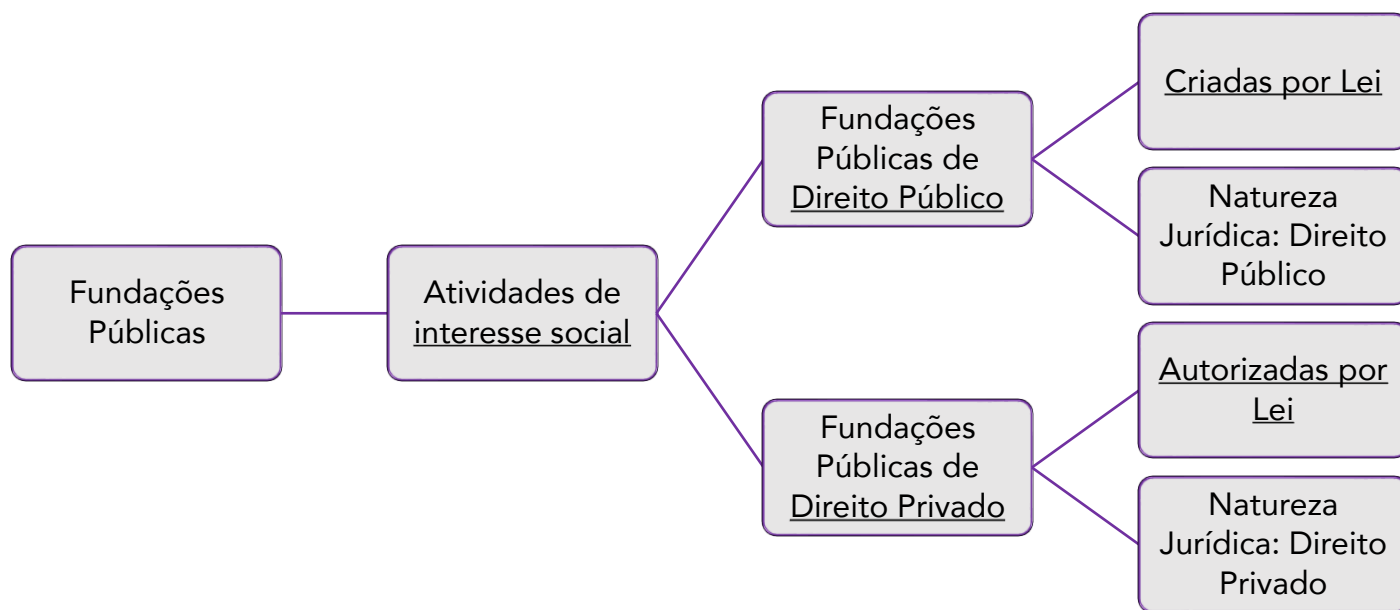 Fundações
Públicas
Atividades de
interesse social
Fundações
Públicas de
Direito Público
Criadas por Lei
Natureza
Jurídica: Direito
Público
Fundações
Públicas de
Direito Privado
Autorizadas por
Lei
Natureza
Jurídica: Direito
Privado